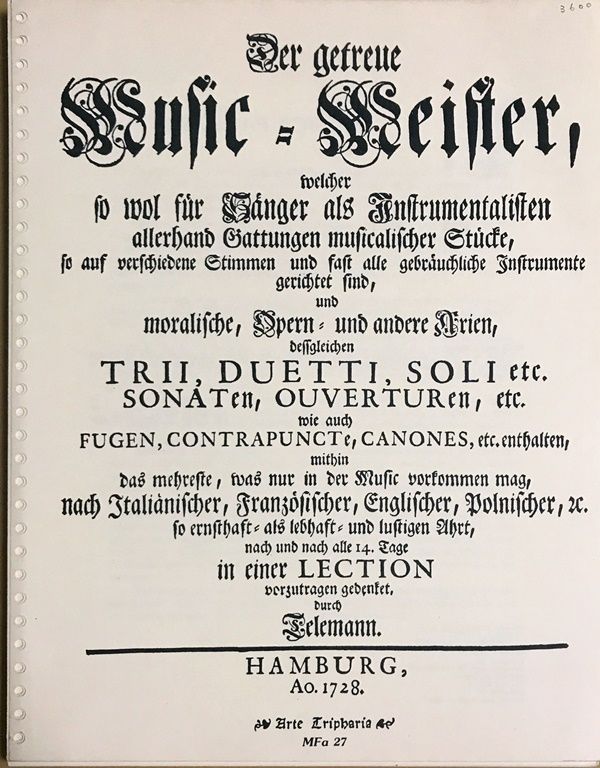 3600
Der getreue
Music-Meister,
welcher
so wol für Sänger als Instrumentalisten
allerhand Gattungen musicalischer Stücke,
so auf verschiedene Stimmen und fast alle gebräuchliche Instrumente
gerichtet sind,
und
moralische, Opern- und andere Arien,
dessgleichen
TRII, DUETTI, SOLI etc.
SONATen, OUVERTURen, etc.
wie auch
FUGEN, CONTRAPUNCTe, CANONES, etc. enthalten,
mithin
das mehreste, was nur in der Music vorkommen mag,
nach Italiänischer, Französischer, Englischer, Polnischer, ꝛc.
so ernsthaft- als lebhaft- und lustigen Ahrt,
nach und nach alle 14. Tage
in einer LECTION
vorzutragen gedenket,
durch
Telemann.
HAMBURG,
Ao. 1728.
Arte Tripharia
MFa 27